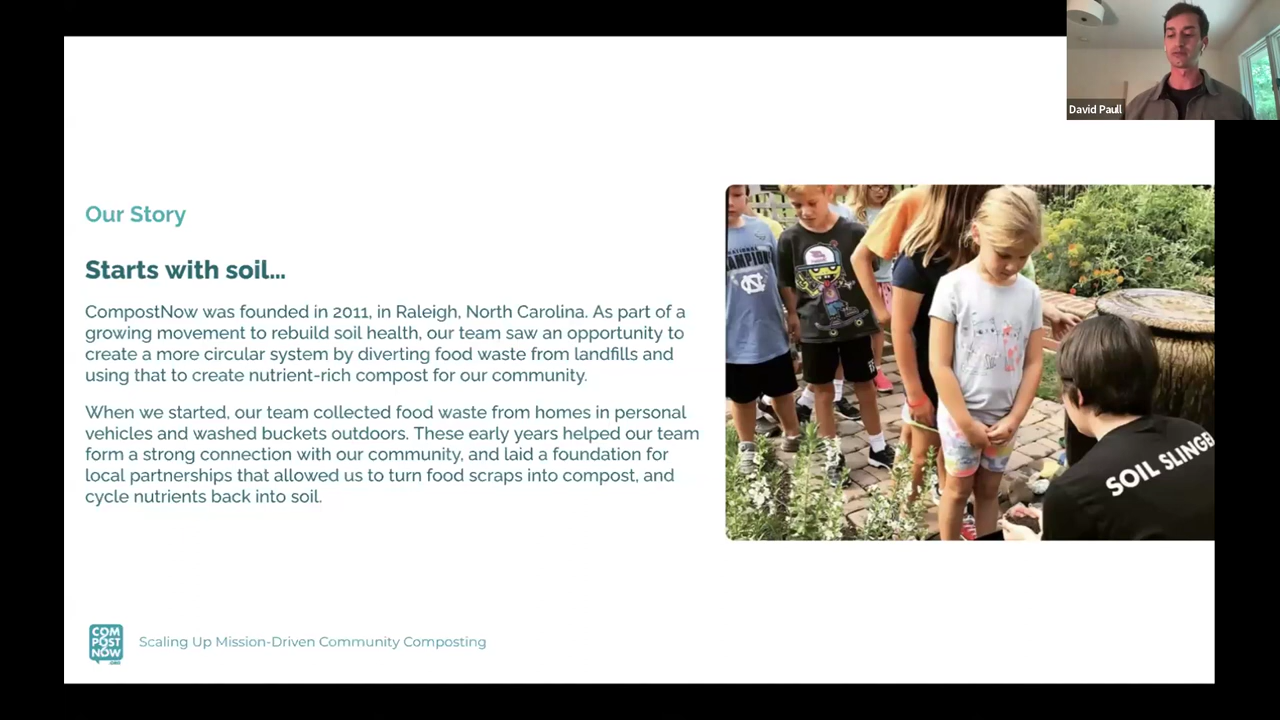 David Paull
Our Story
Starts with soil...
CompostNow was founded in 2011, in Raleigh, North Carolina. As part of a
growing movement to rebuild soil health, our team saw an opportunity to
create a more circular system by diverting food waste from landfills and
using that to create nutrient-rich compost for our community.
When we started, our team collected food waste from homes in personal
vehicles and washed buckets outdoors. These early years helped our team
form a strong connection with our community, and laid a foundation for
local partnerships that allowed us to turn food scraps into compost, and
cycle nutrients back into soil.
NATIONAL
CHAMPIONS
NC
SOIL SLINGE
COM
POST
NOW
.ORG
Scaling Up Mission-Driven Community Composting